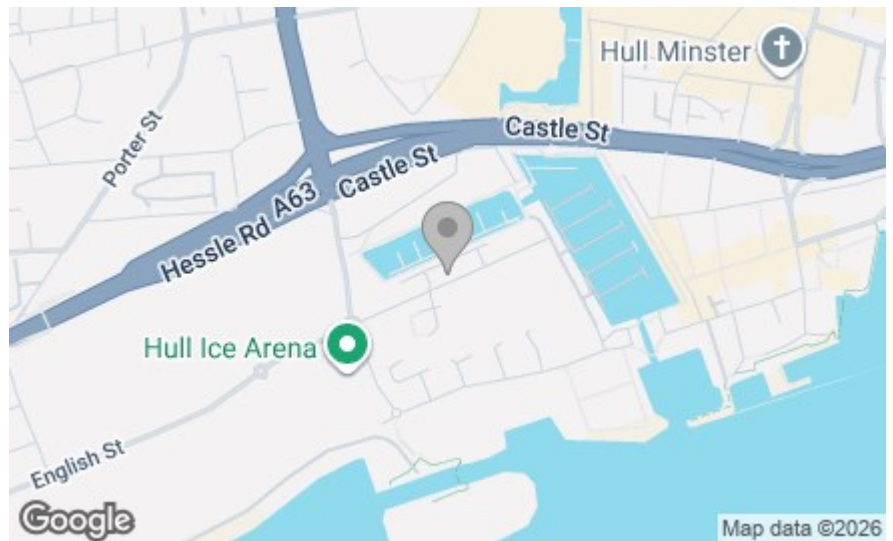 Hull Minster
Castle St
Porter St
Castle St
A63
Hessle Rd
Hull Ice Arena
English St
Google
Map data ©2026